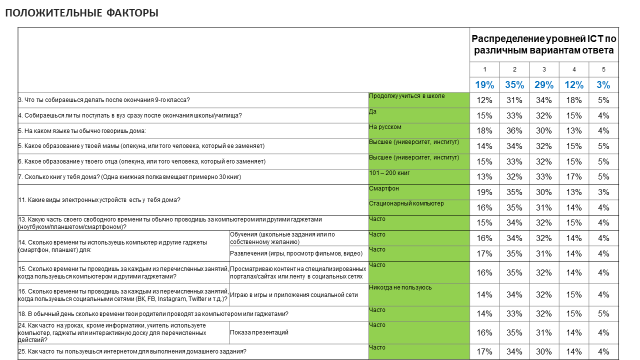 ПОЛОЖИТЕЛЬНЫЕ ФАКТОРЫ
Распределение уровней ICT по
различным вариантам ответа
1 2 3 4 5
19% 35% 29% 12% 3%
3. Что ты собираешься делать после окончания 9-го класса? Продолжу учиться в школе 12% 31% 34% 18% 5%
4. Собираешься ли ты поступать в вуз сразу после окончания школы/училища? Да 15% 33% 32% 15% 4%
5. На каком языке ты обычно говоришь дома: На русском 18% 36% 30% 13% 4%
5. Какое образование у твоей мамы (опекуна, или того человека, который ее заменяет) Высшее (университет, институт) 14% 34% 32% 15% 5%
6. Какое образование у твоего отца (опекуна, или того человека, который его заменяет) Высшее (университет, институт) 15% 33% 32% 15% 5%
7. Сколько книг у тебя дома? (Одна книжная полка вмещает примерно 30 книг) 101 – 200 книг 13% 32% 33% 17% 5%
11. Какие виды электронных устройств есть у тебя дома? Смартфон 19% 35% 30% 13% 3%
Стационарный компьютер 16% 35% 31% 14% 4%
13. Какую часть своего свободного времени ты обычно проводишь за компьютером или другими гаджетами
(ноутбуком/планшетом/смартфоном)? Часто 15% 34% 32% 15% 4%
14. Сколько времени ты используешь компьютер и другие гаджеты
(смартфон, планшет) для: Обучения (школьные задания или по
собственному желанию) Часто 16% 34% 32% 14% 4%
Развлечения (игры, просмотр фильмов, видео) Часто 17% 35% 31% 14% 4%
15. Сколько времени ты проводишь за каждым из перечисленных занятий,
когда пользуешься компьютером и другими гаджетами? Просматриваю контент на специализированных
порталах/сайтах или ленту в социальных сетях Часто 16% 35% 32% 14% 4%
16. Сколько времени ты проводишь за каждым из перечисленных занятий,
когда пользуешься социальными сетями (ВК, FB, Instagram, Twitter и т.д.)? Играю в игры и приложения социальной сети Никогда не пользуюсь 14% 34% 32% 15% 4%
18. В обычный день сколько времени твои родители проводят за компьютером или гаджетами? Часто 14% 33% 32% 15% 5%
24. Как часто на уроках, кроме информатики, учитель использует
компьютер, гаджеты или интерактивную доску для перечисленных
действий? Показа презентаций Часто 16% 35% 31% 14% 4%
25. Как часто ты пользуешься интернетом для выполнения домашнего задания? Часто 17% 34% 30% 14% 4%